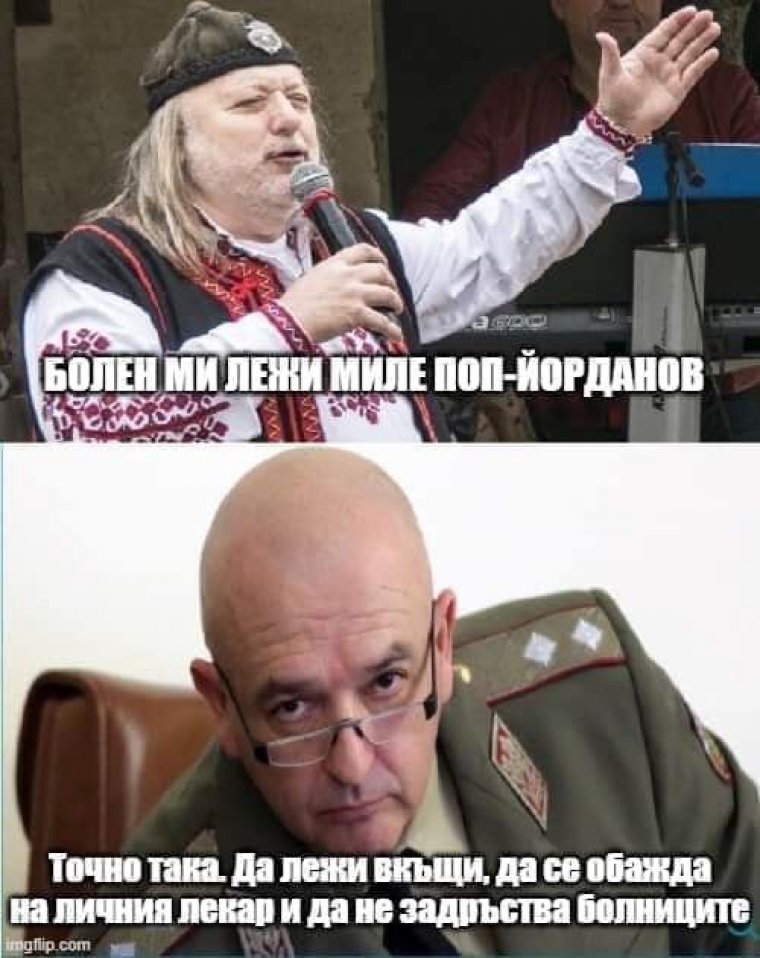 a600
БОЛЕН МИ ЛЕЖИ МИЛЕ ПОП-ЙОРДАНОВ
Точно така. Да лежи вкъщи, да се обажда
на личния лекар и да не задръства болниците
imgflip.com